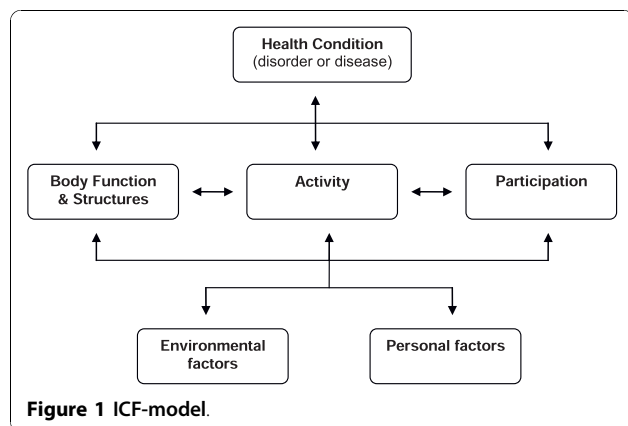 Health Condition
(disorder or disease)
Body Function
& Structures
Activity
Participation
Environmental
factors
Personal factors
Figure 1 ICF-model.